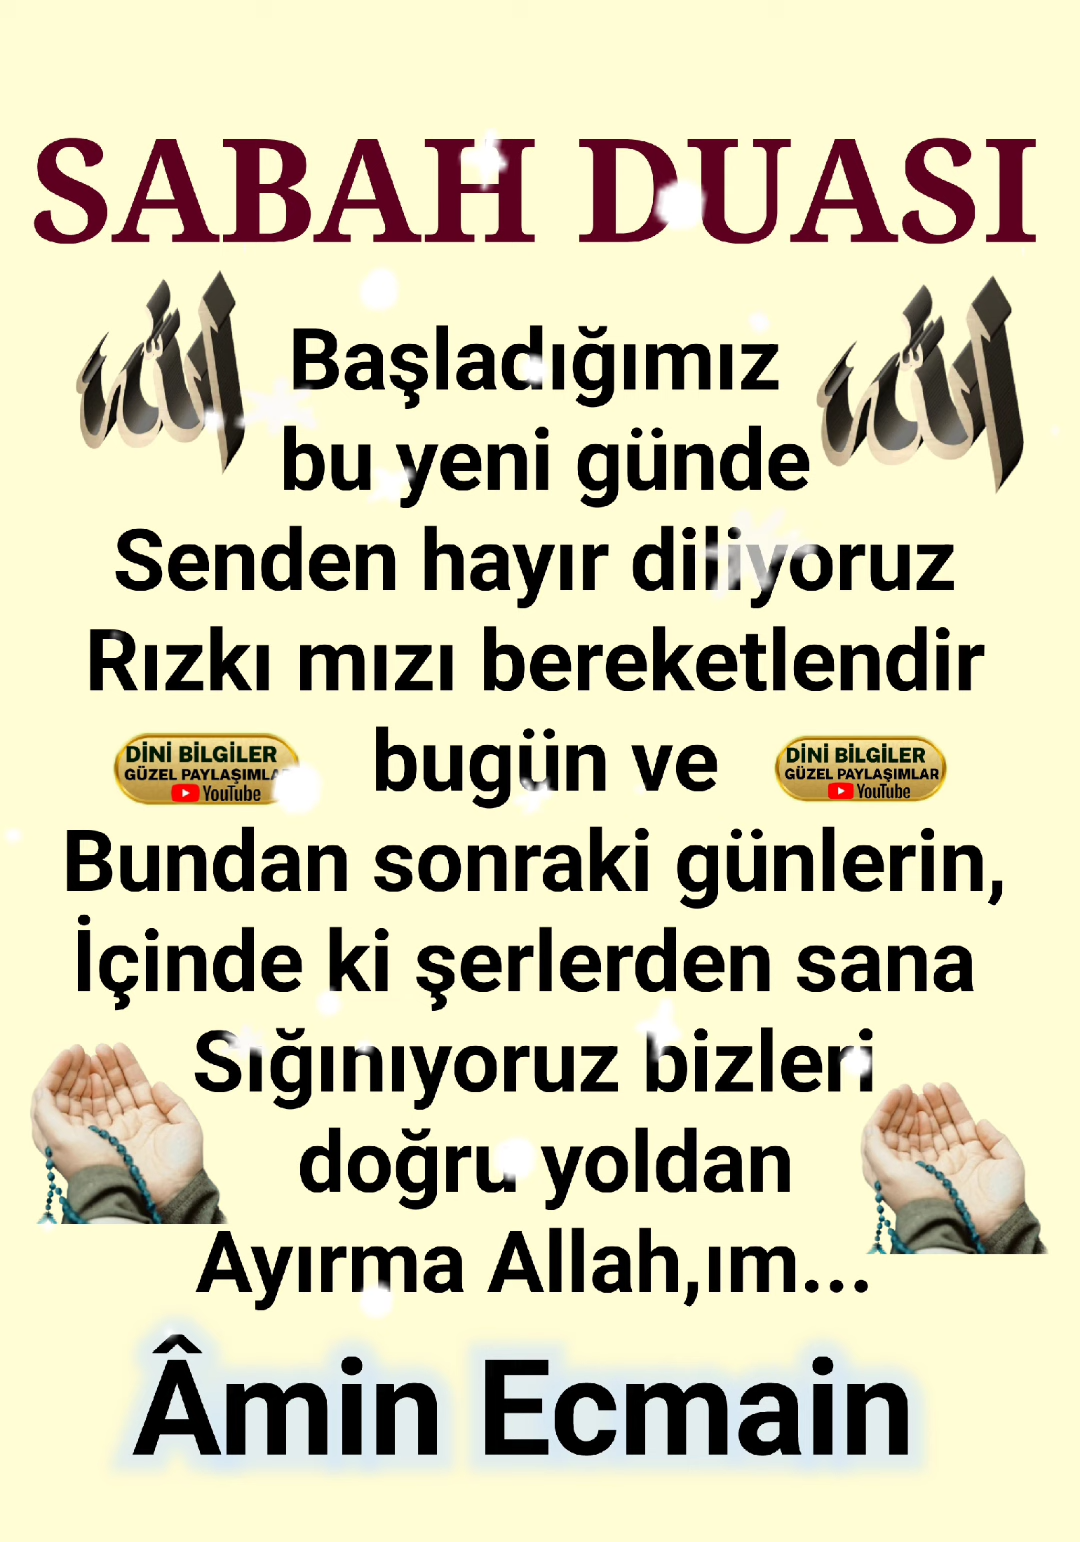 SABAH DUASI
الله
الله
Başladığımız
bu yeni günde
Senden hayır diliyoruz
Rızkı mızı bereketlendir
bugün ve
DİNİ BİLGİLER
GÜZEL PAYLAŞIMLAR
YouTube
DİNİ BİLGİLER
GÜZEL PAYLAŞIMLAR
YouTube
Bundan sonraki günlerin,
İçinde ki şerlerden sana
Sığınıyoruz bizleri
doğru yoldan
Ayırma Allah,ım...
Âmin Ecmain